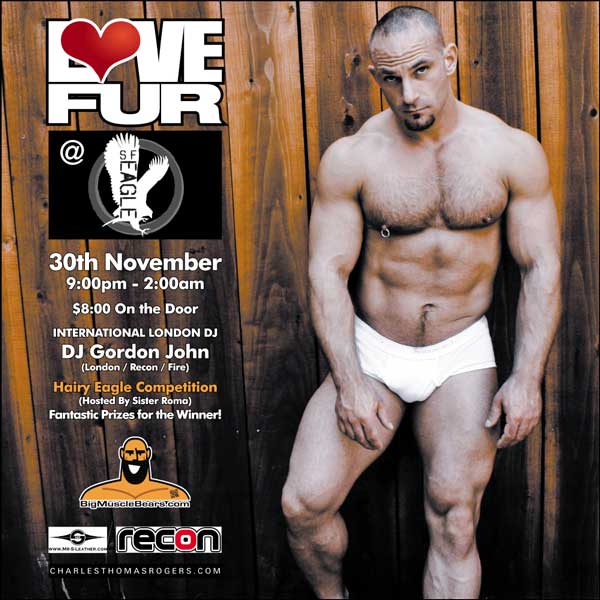 LOVE
FUR
@
SF
EAGLE
30th November
9:00pm - 2:00am
$8:00 On the Door
INTERNATIONAL LONDON DJ
DJ Gordon John
(London / Recon / Fire)
Hairy Eagle Competition
(Hosted By Sister Roma)
Fantastic Prizes for the Winner!
BigMuscleBears.com
WWW.MR-S-LEATHER.COM
recon
CHARLESTHOMASROGERS.COM